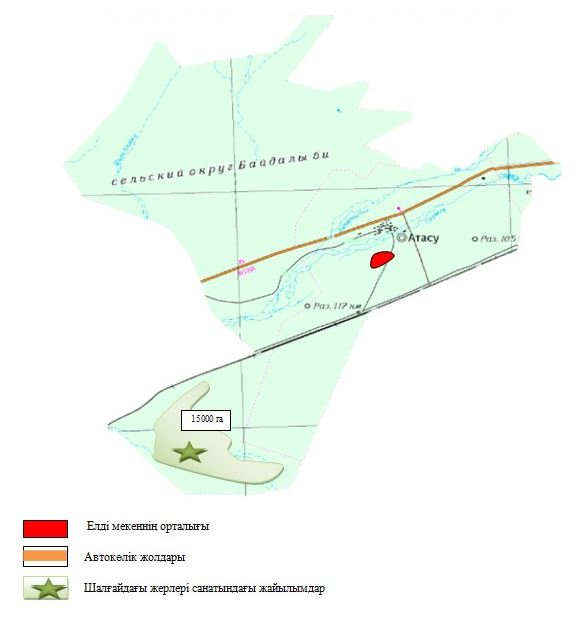 сельский округ Байдалы би
Атасу
Раз. 105
Раз. 112 км
15000 га
Елді мекеннің орталығы
Автокөлік жолдары
Шалғайдағы жерлері санатындағы жайылымдар